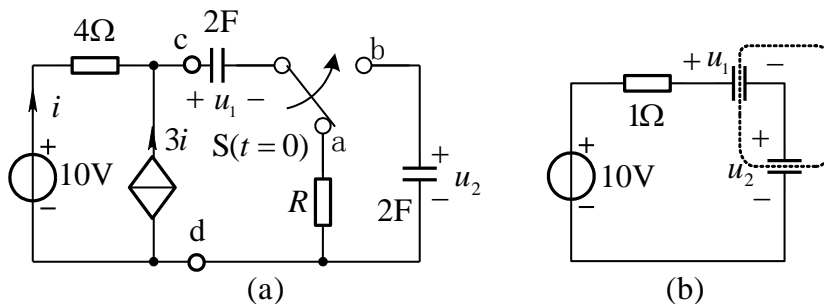 4Ω
c
2F
b
+ u₁ −
i
3i
S(t = 0)
a
+
10V
−
R
+
u₂
−
2F
d
(a)
+ u₁ −
1Ω
+
10V
−
+
u₂
−
(b)